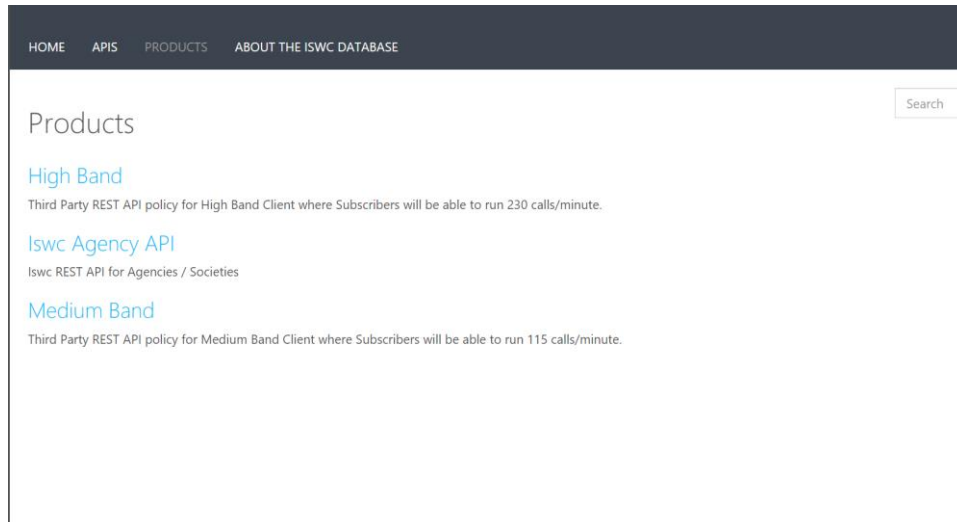 HOME APIS PRODUCTS ABOUT THE ISWC DATABASE
Search
Products
High Band
Third Party REST API policy for High Band Client where Subscribers will be able to run 230 calls/minute.
Iswc Agency API
Iswc REST API for Agencies / Societies
Medium Band
Third Party REST API policy for Medium Band Client where Subscribers will be able to run 115 calls/minute.